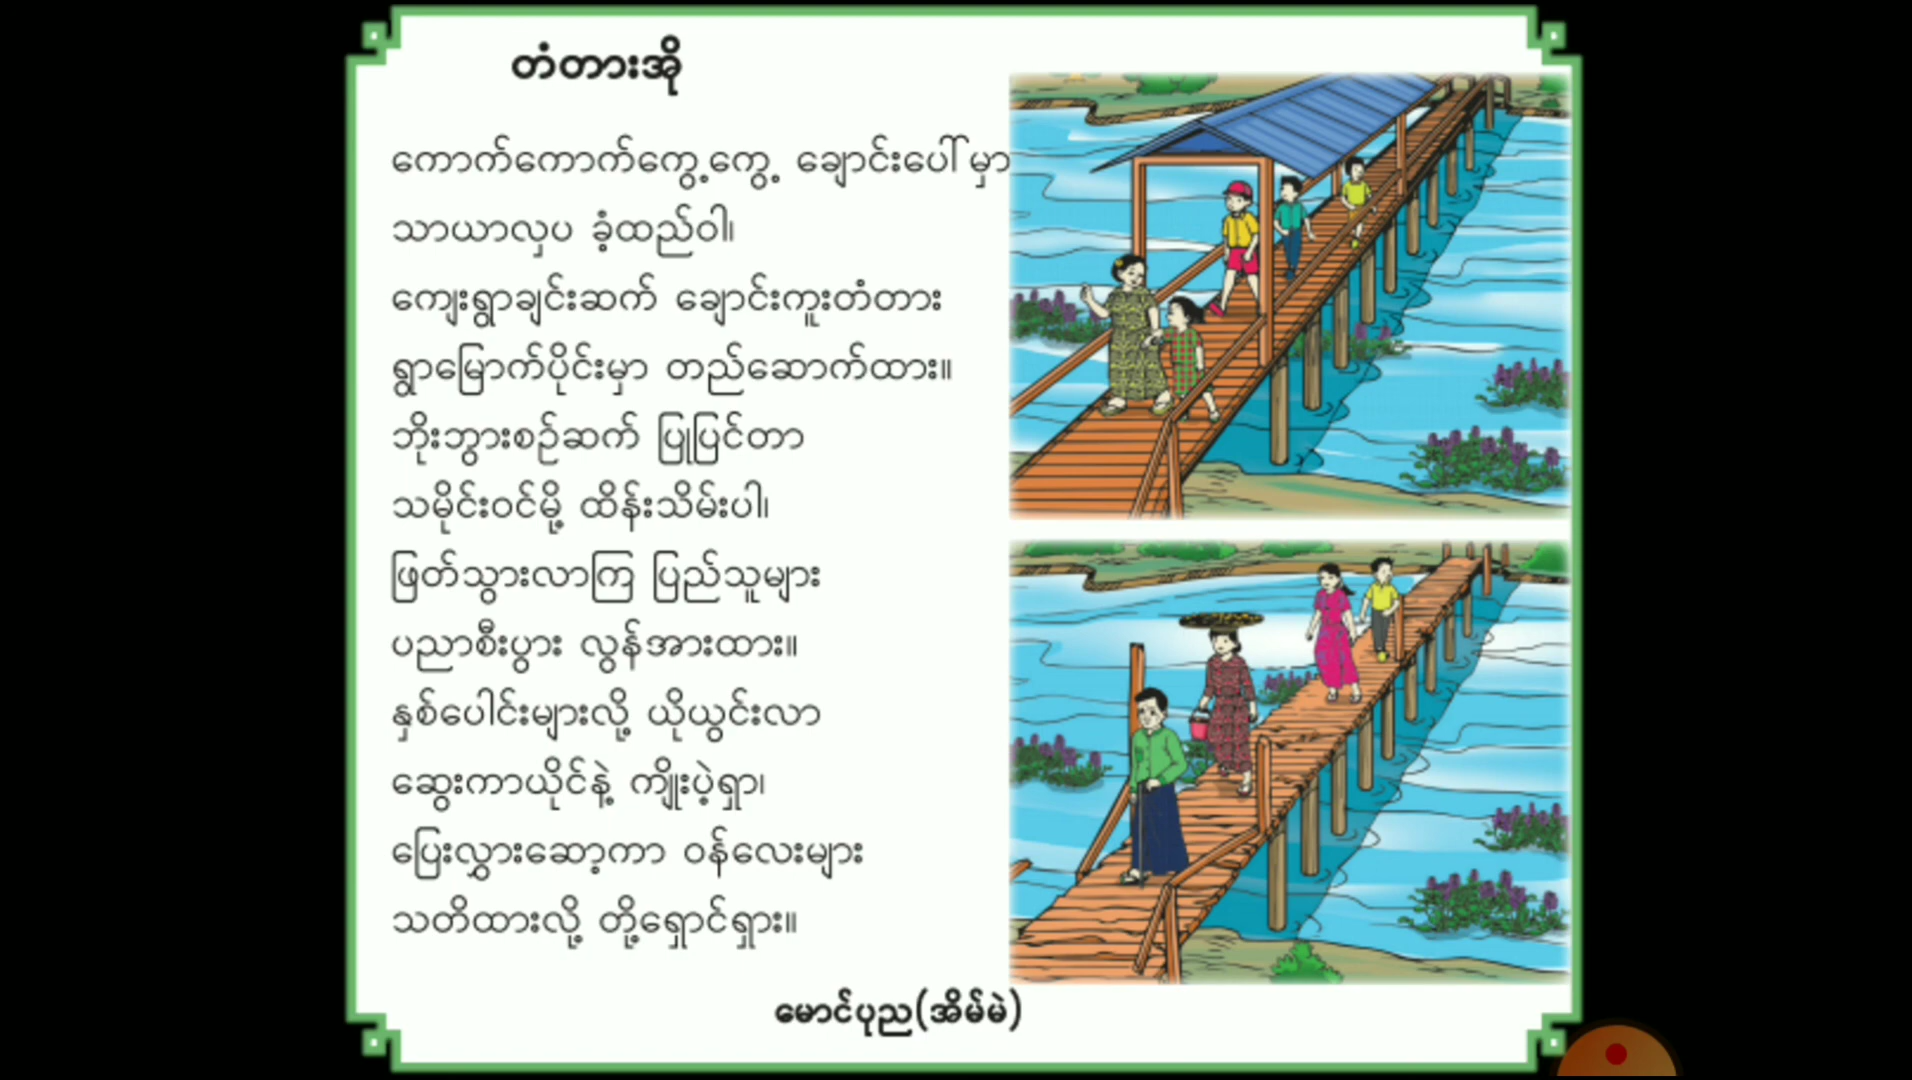 တံတားအို
ကောက်ကောက်ကွေ့ကွေ့ ချောင်းပေါ်မှာ
သာယာလှပ ခံ့ထည်ဝါ၊
ကျေးရွာချင်းဆက် ချောင်းကူးတံတား
ရွာမြောက်ပိုင်းမှာ တည်ဆောက်ထား။
ဘိုးဘွားစဉ်ဆက် ပြုပြင်တာ
သမိုင်းဝင်မို့ ထိန်းသိမ်းပါ၊
ဖြတ်သွားလာကြ ပြည်သူများ
ပညာစီးပွား လွန်အားထား။
နှစ်ပေါင်းများလို့ ယိုယွင်းလာ
ဆွေးကာယိုင်နဲ့ ကျိုးပဲ့ရှာ၊
ပြေးလွှားဆော့ကာ ဝန်လေးများ
သတိထားလို့ တို့ရှောင်ရှား။
မောင်ပုည(အိမ်မဲ)